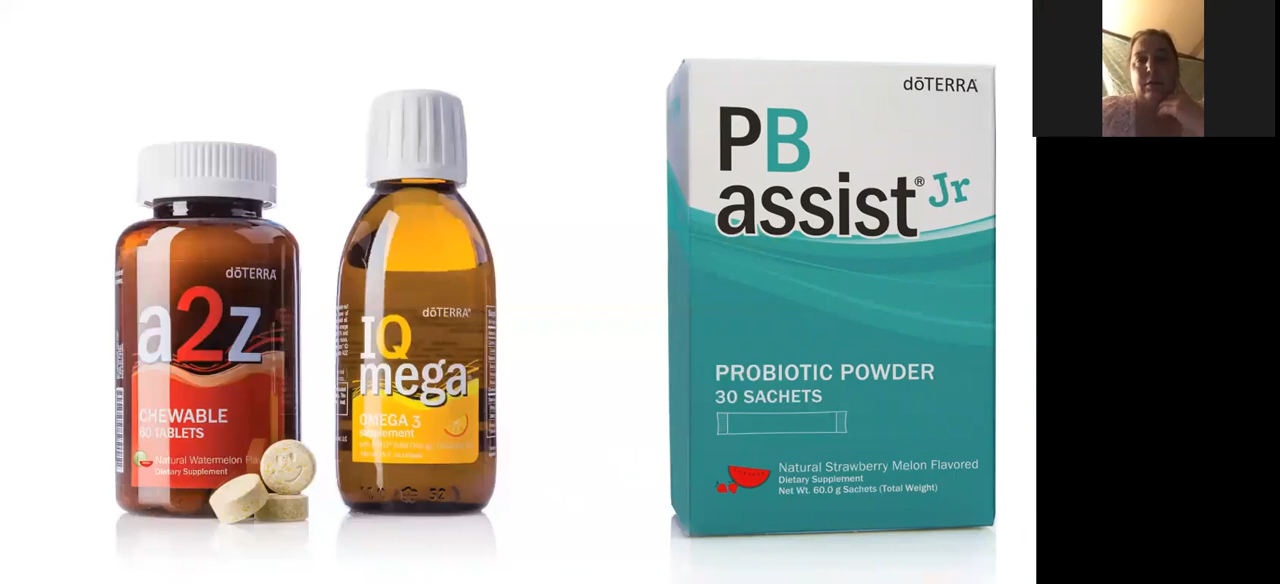 dōTERRA
a2z
CHEWABLE
60 TABLETS
Natural Watermelon
Dietary Supplement
dōTERRA®
IQ
mega
OMEGA 3
supplement
dōTERRA
PB
assist® Jr
PROBIOTIC POWDER
30 SACHETS
Natural Strawberry Melon Flavored
Dietary Supplement
Net Wt. 60.0 g Sachets (Total Weight)